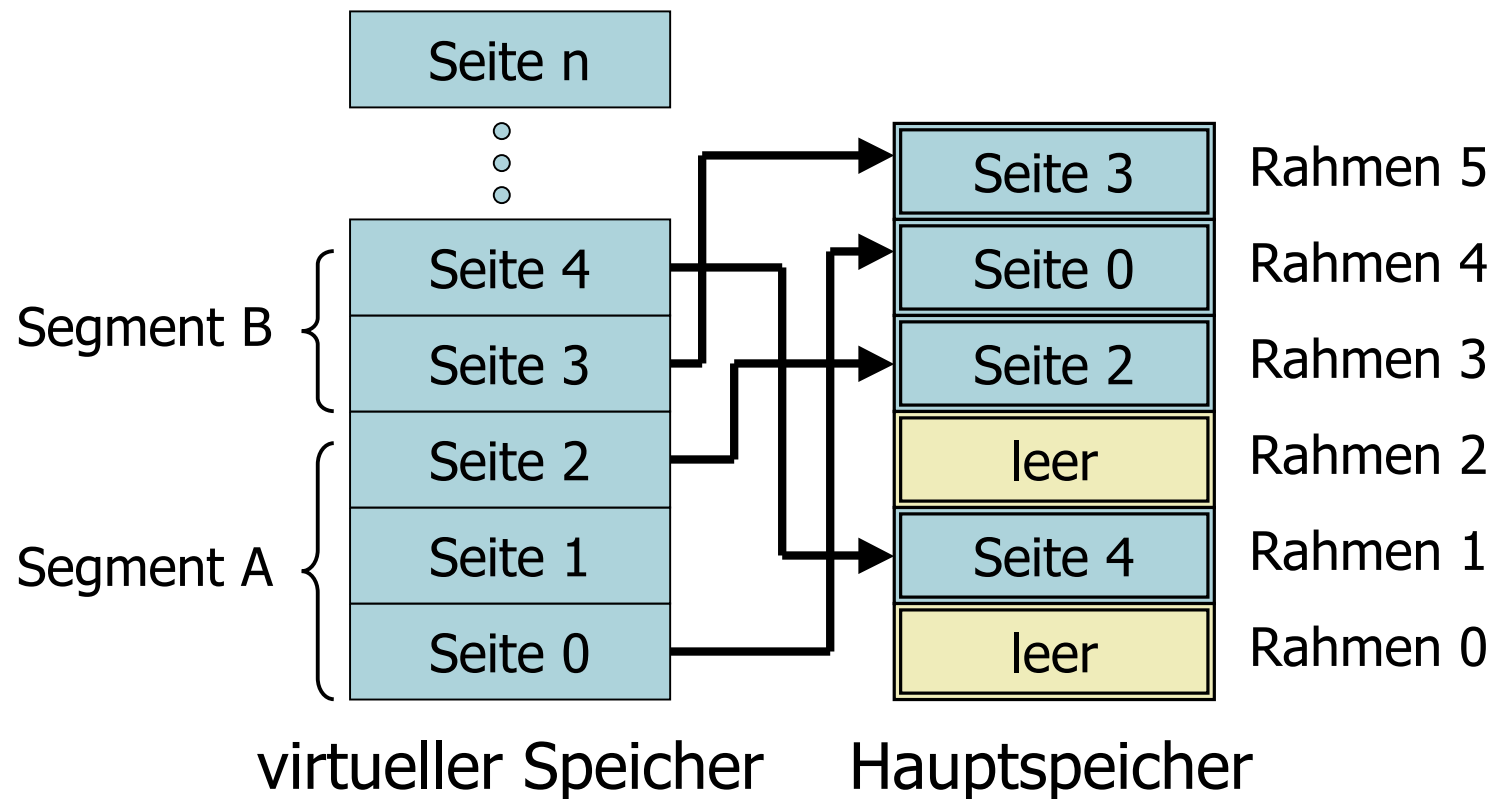 Seite n
Seite 4
Seite 3
Seite 2
Seite 1
Seite 0
Segment B
Segment A
virtueller Speicher
Seite 3
Seite 0
Seite 2
leer
Seite 4
leer
Rahmen 5
Rahmen 4
Rahmen 3
Rahmen 2
Rahmen 1
Rahmen 0
Hauptspeicher